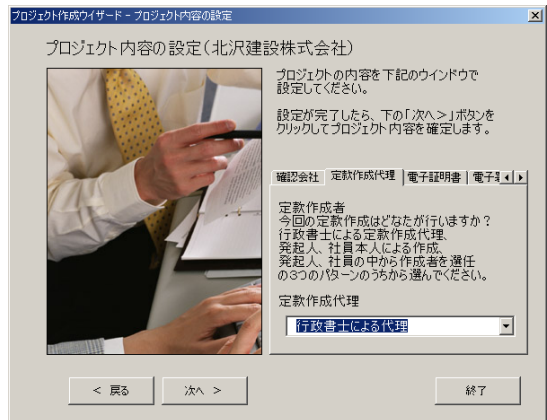 プロジェクト作成ウィザード - プロジェクト内容の設定
プロジェクト内容の設定(北沢建設株式会社)
プロジェクトの内容を下記のウインドウで
設定してください。
設定が完了したら、下の「次へ>」ボタンを
クリックしてプロジェクト内容を確定します。
確認会社 定款作成代理 電子証明書 電子
定款作成者
今回の定款作成はどなたが行いますか?
行政書士による定款作成代理、
発起人、社員本人による作成、
発起人、社員の中から作成者を選任
の3つのパターンのうちから選んでください。
定款作成代理
行政書士による代理
< 戻る 次へ > 終了